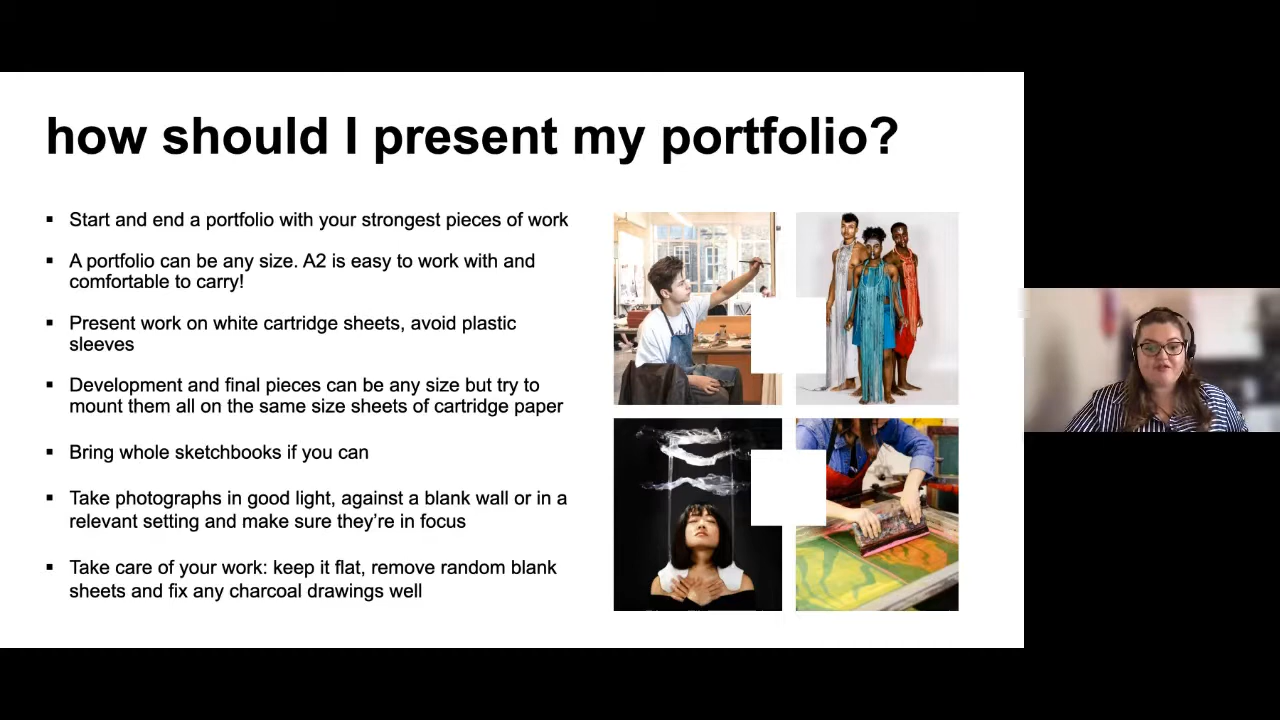 how should I present my portfolio?
▪ Start and end a portfolio with your strongest pieces of work
▪ A portfolio can be any size. A2 is easy to work with and
comfortable to carry!
▪ Present work on white cartridge sheets, avoid plastic
sleeves
▪ Development and final pieces can be any size but try to
mount them all on the same size sheets of cartridge paper
▪ Bring whole sketchbooks if you can
▪ Take photographs in good light, against a blank wall or in a
relevant setting and make sure they’re in focus
▪ Take care of your work: keep it flat, remove random blank
sheets and fix any charcoal drawings well